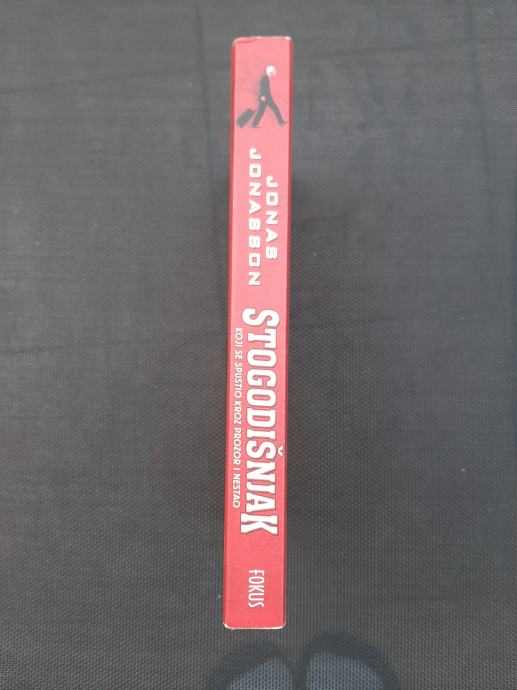 JONAS
JONASSON
STOGODIŠNJAK
KOJI SE SPUSTIO KROZ PROZOR I NESTAO
FOKUS